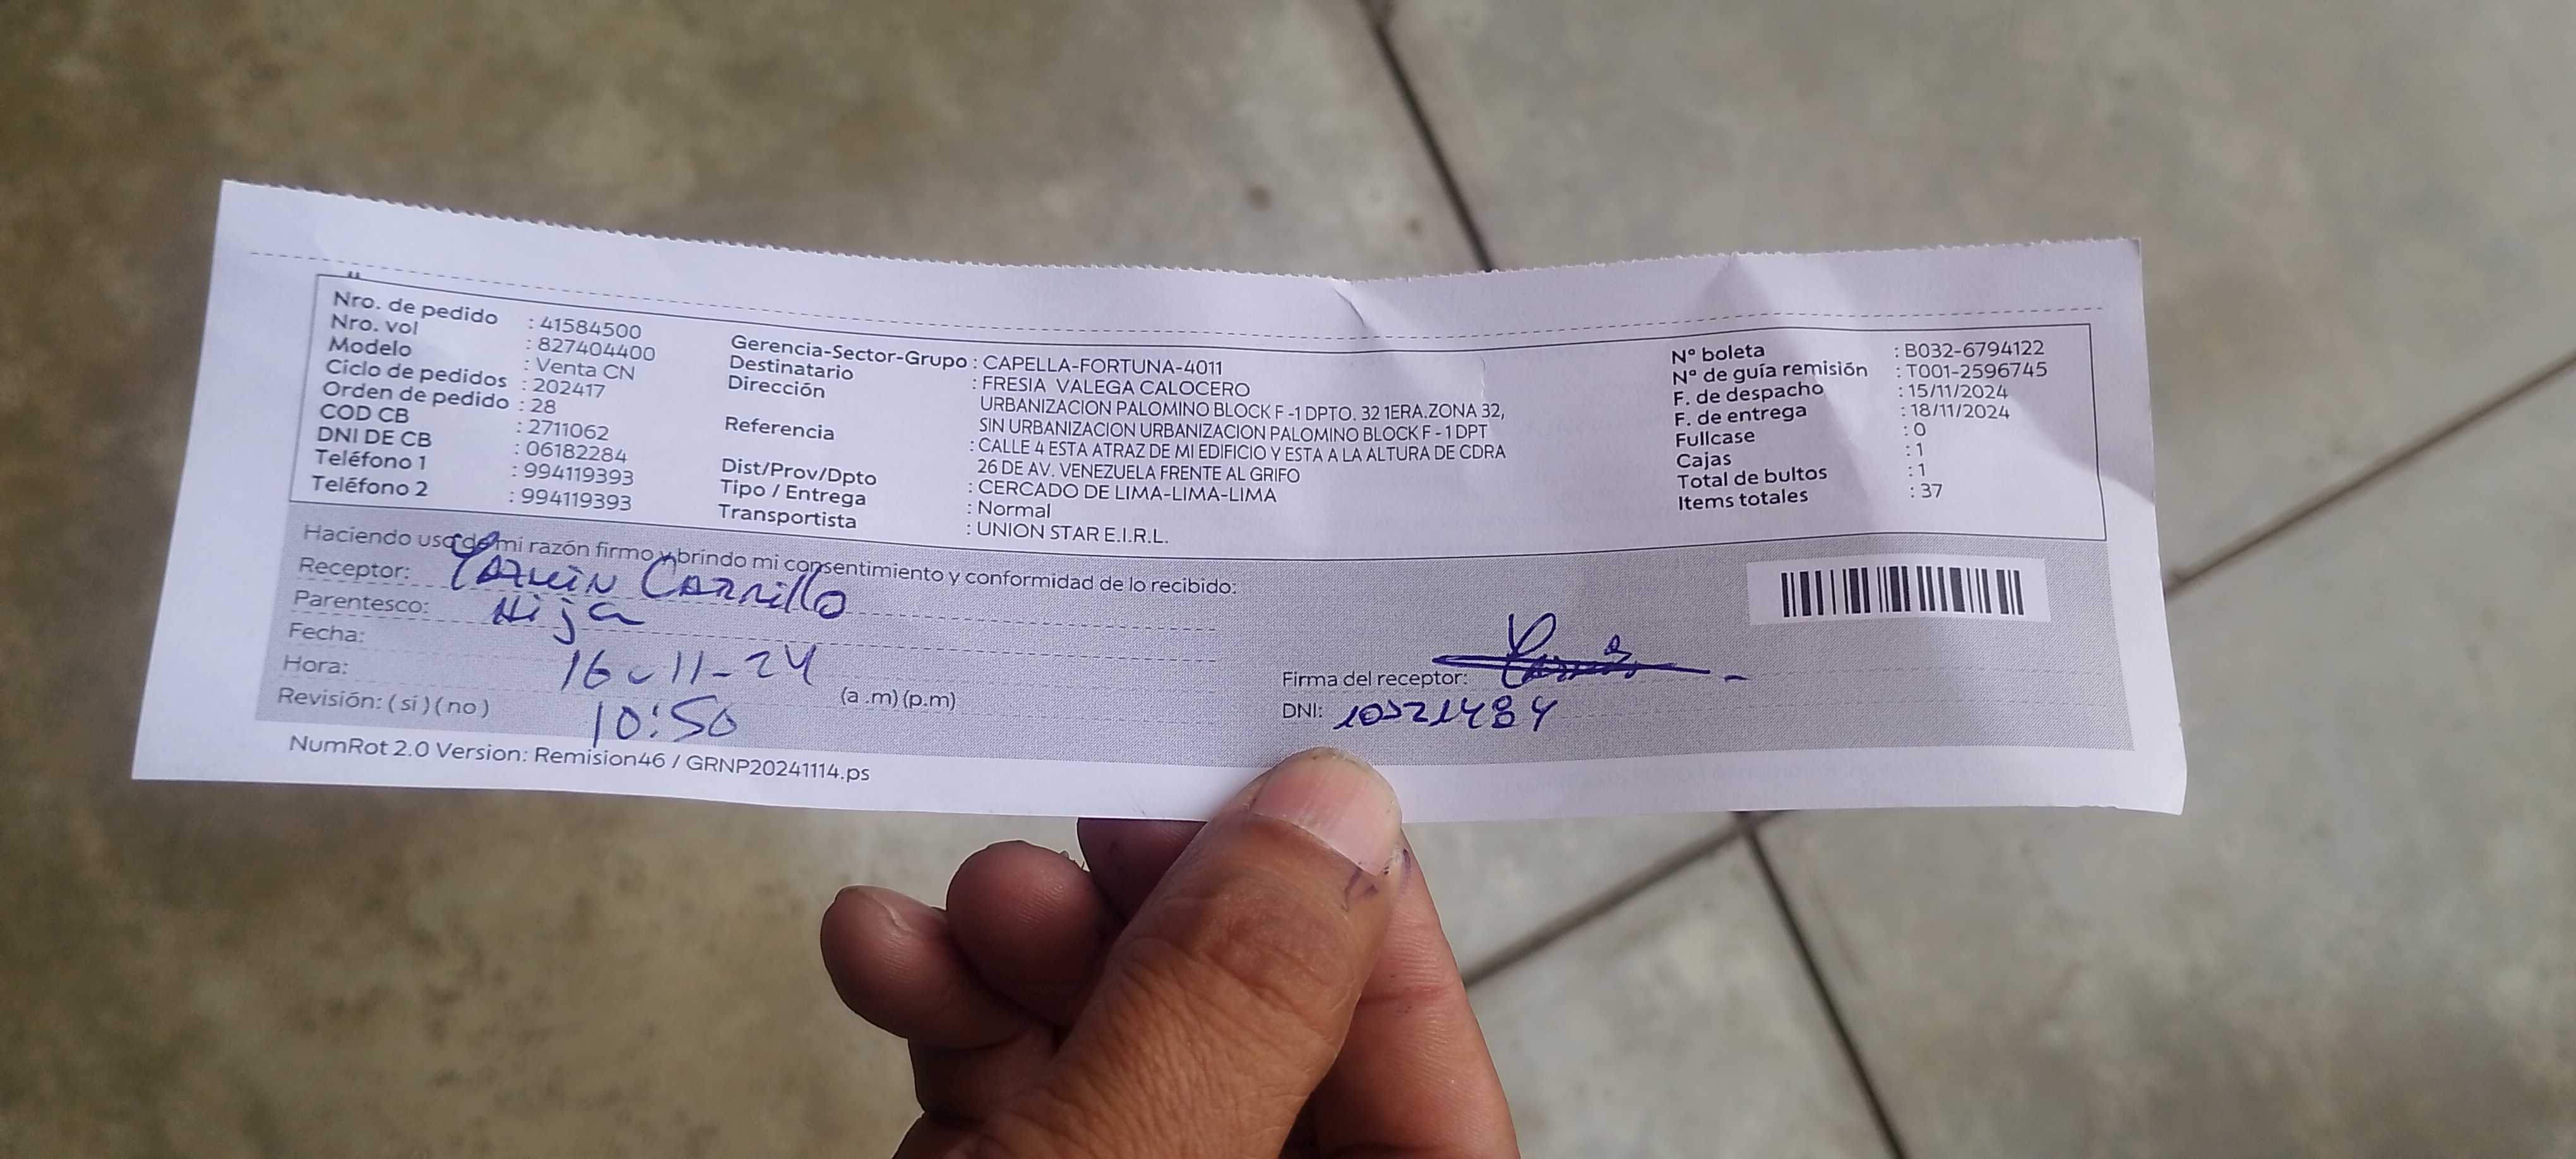 Nro. de pedido : 41584500
Nro. vol : 827404400
Modelo : Venta CN
Ciclo de pedidos : 202417
Orden de pedido : 28
COD CB : 2711062
DNI DE CB : 06182284
Teléfono 1 : 994119393
Teléfono 2 : 994119393
Gerencia-Sector-Grupo : CAPELLA-FORTUNA-4011
Destinatario : FRESIA VALEGA CALOCERO
Dirección URBANIZACION PALOMINO BLOCK F -1 DPTO. 32 1ERA.ZONA 32,
SIN URBANIZACION URBANIZACION PALOMINO BLOCK F - 1 DPT
Referencia : CALLE 4 ESTA ATRAZ DE MI EDIFICIO Y ESTA A LA ALTURA DE CDRA
26 DE AV. VENEZUELA FRENTE AL GRIFO
Dist/Prov/Dpto : CERCADO DE LIMA-LIMA-LIMA
Tipo / Entrega : Normal
Transportista : UNION STAR E.I.R.L.
N° boleta : B032-6794122
N° de guía remisión : T001-2596745
F. de despacho : 15/11/2024
F. de entrega : 18/11/2024
Fullcase : 0
Cajas : 1
Total de bultos : 1
Items totales : 37
Haciendo uso de mi razón firmo y brindo mi consentimiento y conformidad de lo recibido:
Receptor: Carrillo
Parentesco: Hija
Fecha: 16-11-24
Hora: 10:50 (a .m) (p.m)
Revisión: ( si ) ( no )
Firma del receptor:
DNI:
NumRot 2.0 Version: Remision46 / GRNP20241114.ps